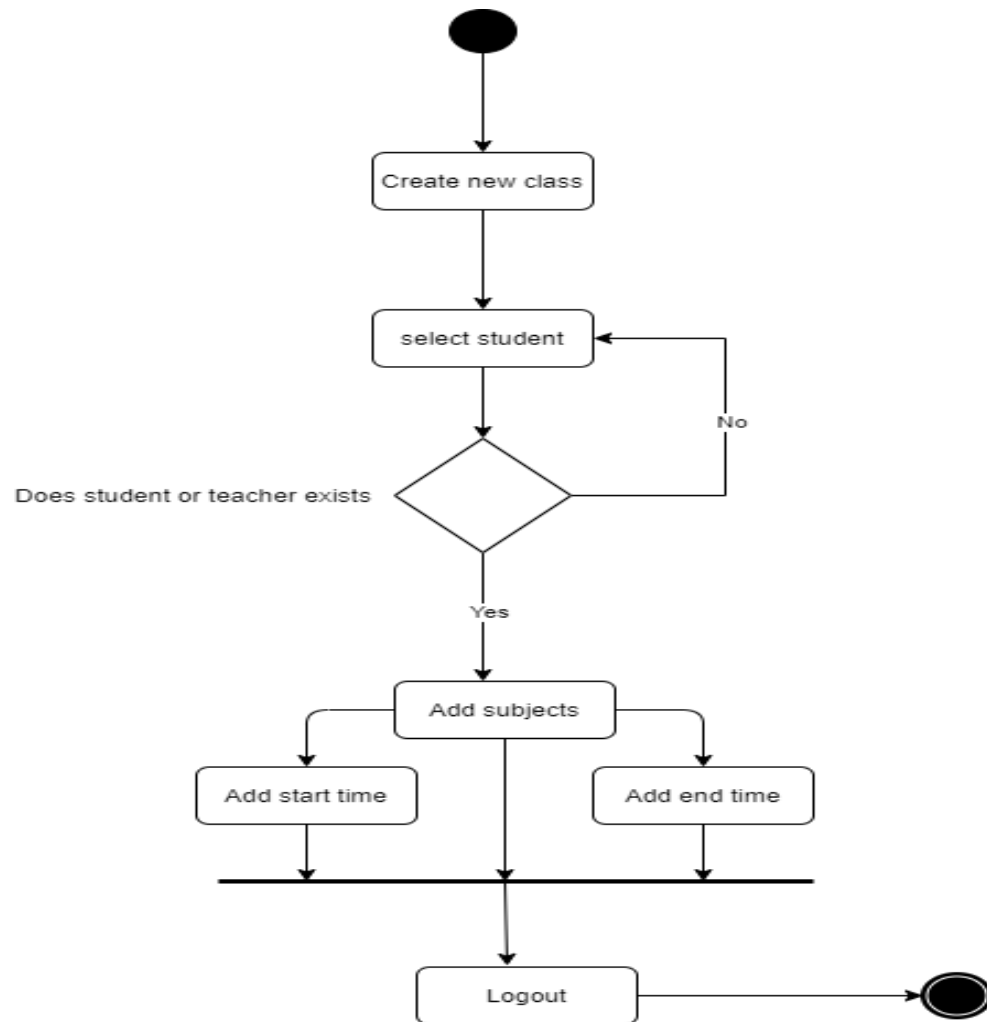 Create new class
select student
No
Does student or teacher exists
Yes
Add subjects
Add start time
Add end time
Logout